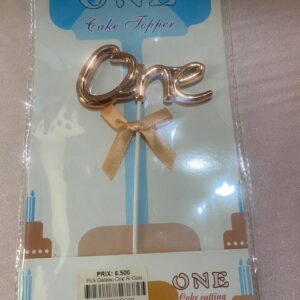 ONE
Cake Topper
One
PRIX: 6.500
Pick Gateau One R-Gold
ONE
Cake cutting